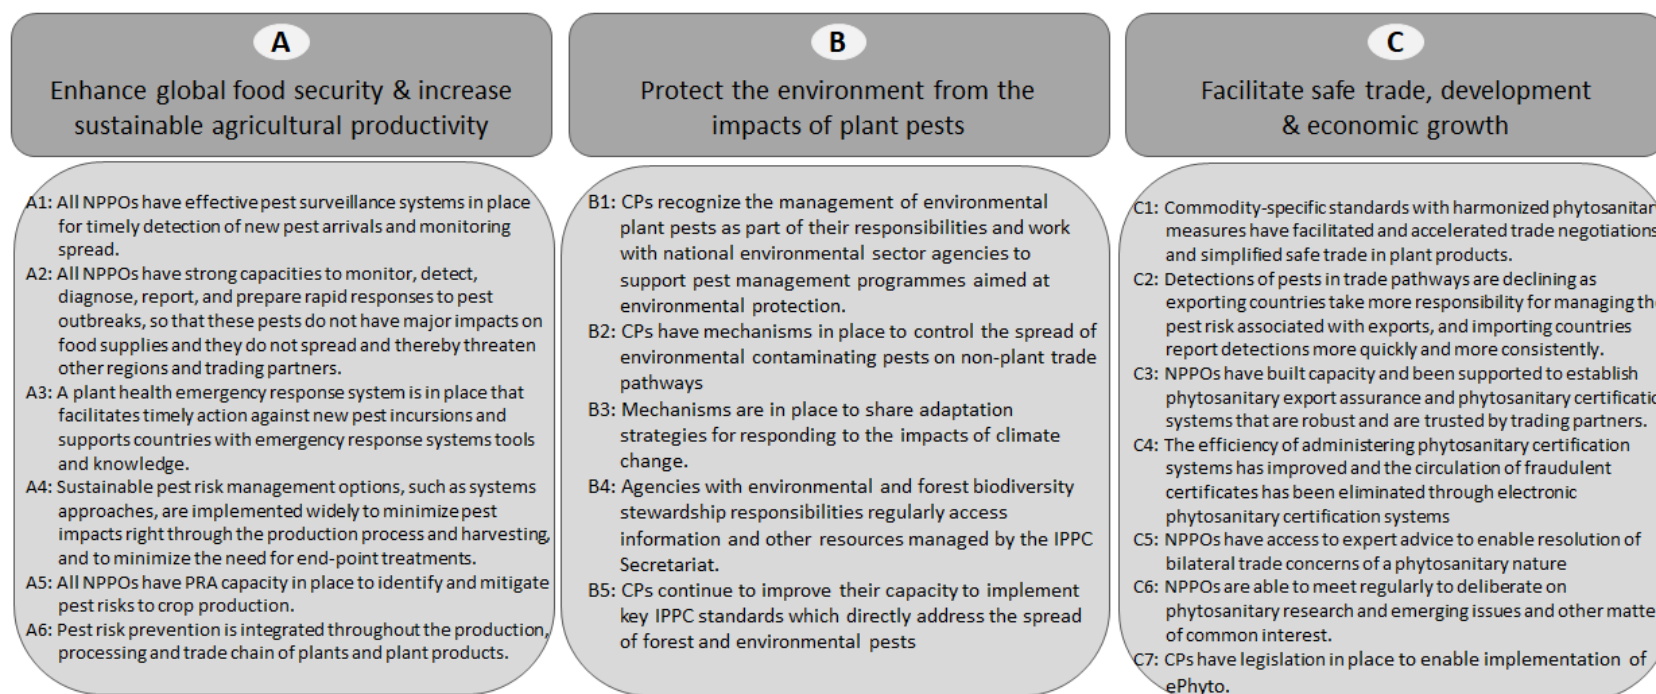 A
Enhance global food security & increase
sustainable agricultural productivity
A1: All NPPOs have effective pest surveillance systems in place
for timely detection of new pest arrivals and monitoring
spread.
A2: All NPPOs have strong capacities to monitor, detect,
diagnose, report, and prepare rapid responses to pest
outbreaks, so that these pests do not have major impacts on
food supplies and they do not spread and thereby threaten
other regions and trading partners.
A3: A plant health emergency response system is in place that
facilitates timely action against new pest incursions and
supports countries with emergency response systems tools
and knowledge.
A4: Sustainable pest risk management options, such as systems
approaches, are implemented widely to minimize pest
impacts right through the production process and harvesting,
and to minimize the need for end-point treatments.
A5: All NPPOs have PRA capacity in place to identify and mitigate
pest risks to crop production.
A6: Pest risk prevention is integrated throughout the production,
processing and trade chain of plants and plant products.
B
Protect the environment from the
impacts of plant pests
B1: CPs recognize the management of environmental
plant pests as part of their responsibilities and work
with national environmental sector agencies to
support pest management programmes aimed at
environmental protection.
B2: CPs have mechanisms in place to control the spread of
environmental contaminating pests on non-plant trade
pathways
B3: Mechanisms are in place to share adaptation
strategies for responding to the impacts of climate
change.
B4: Agencies with environmental and forest biodiversity
stewardship responsibilities regularly access
information and other resources managed by the IPPC
Secretariat.
B5: CPs continue to improve their capacity to implement
key IPPC standards which directly address the spread
of forest and environmental pests
C
Facilitate safe trade, development
& economic growth
C1: Commodity-specific standards with harmonized
measures have facilitated and accelerated trade negotiations
and simplified safe trade in plant products.
C2: Detections of pests in trade pathways are declining as
exporting countries take more responsibility for managing
pest risk associated with exports, and importing countries
report detections more quickly and more consistently.
C3: NPPOs have built capacity and been supported to establish
phytosanitary export assurance and phytosanitary
systems that are robust and are trusted by trading partners.
C4: The efficiency of administering phytosanitary certification
systems has improved and the circulation of fraudulent
certificates has been eliminated through electronic
phytosanitary certification systems
C5: NPPOs have access to expert advice to enable resolution of
bilateral trade concerns of a phytosanitary nature
C6: NPPOs are able to meet regularly to deliberate on
phytosanitary research and emerging issues and other
of common interest.
C7: CPs have legislation in place to enable implementation of
ePhyto.